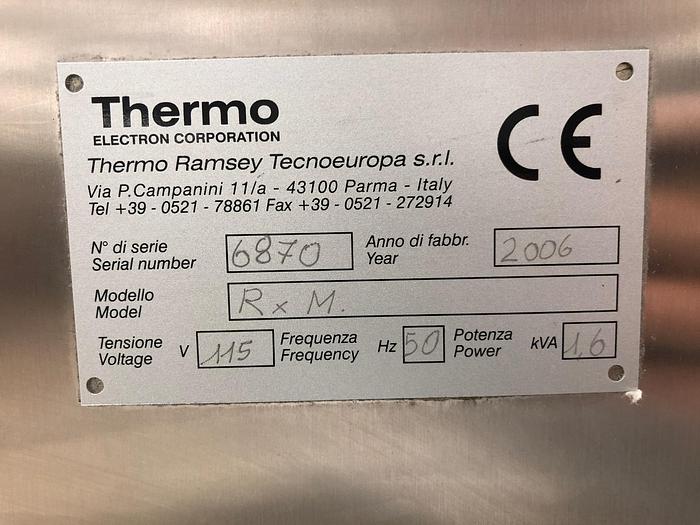 Thermo
ELECTRON CORPORATION
CE
Thermo Ramsey Tecnoeuropa s.r.l.
Via P.Campanini 11/a - 43100 Parma - Italy
Tel +39 - 0521 - 78861 Fax +39 - 0521 - 272914
N° di serie 6870 Anno di fabbr. 2006
Serial number Year
Modello R x M.
Model
Tensione V 115 Frequenza Hz 50 Potenza kVA 1,6
Voltage Frequency Power